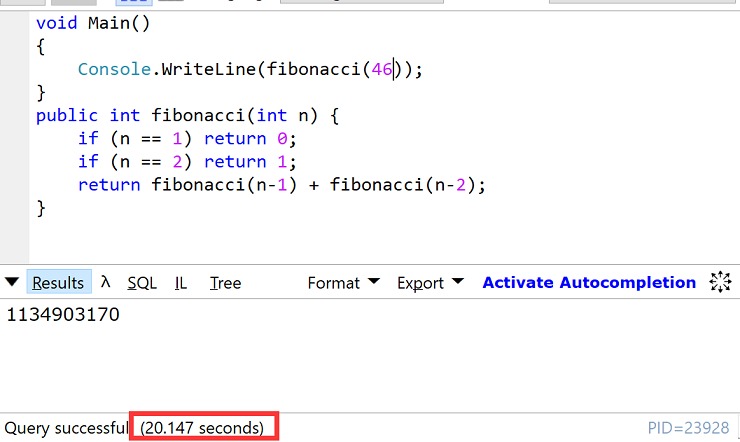 void Main()
{
    Console.WriteLine(fibonacci(46));
}
public int fibonacci(int n) {
    if (n == 1) return 0;
    if (n == 2) return 1;
    return fibonacci(n-1) + fibonacci(n-2);
}
Results λ SQL IL Tree Format Export Activate Autocompletion
1134903170
Query successful (20.147 seconds) PID=23928